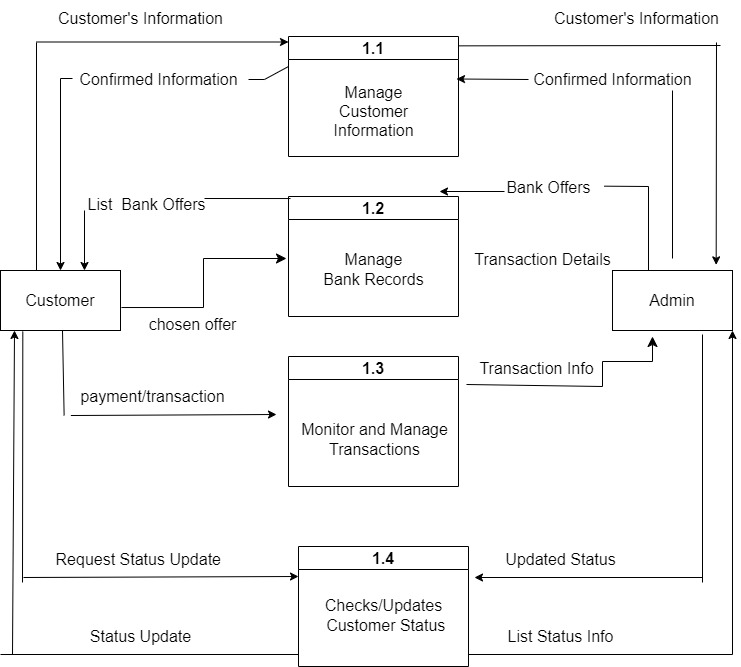 Customer's Information
Customer's Information
1.1
Confirmed Information
Manage
Customer
Information
Confirmed Information
List Bank Offers
1.2
Bank Offers
Manage
Bank Records
Transaction Details
Customer
Admin
chosen offer
1.3
Transaction Info
payment/transaction
Monitor and Manage
Transactions
1.4
Request Status Update
Updated Status
Checks/Updates
Customer Status
Status Update
List Status Info